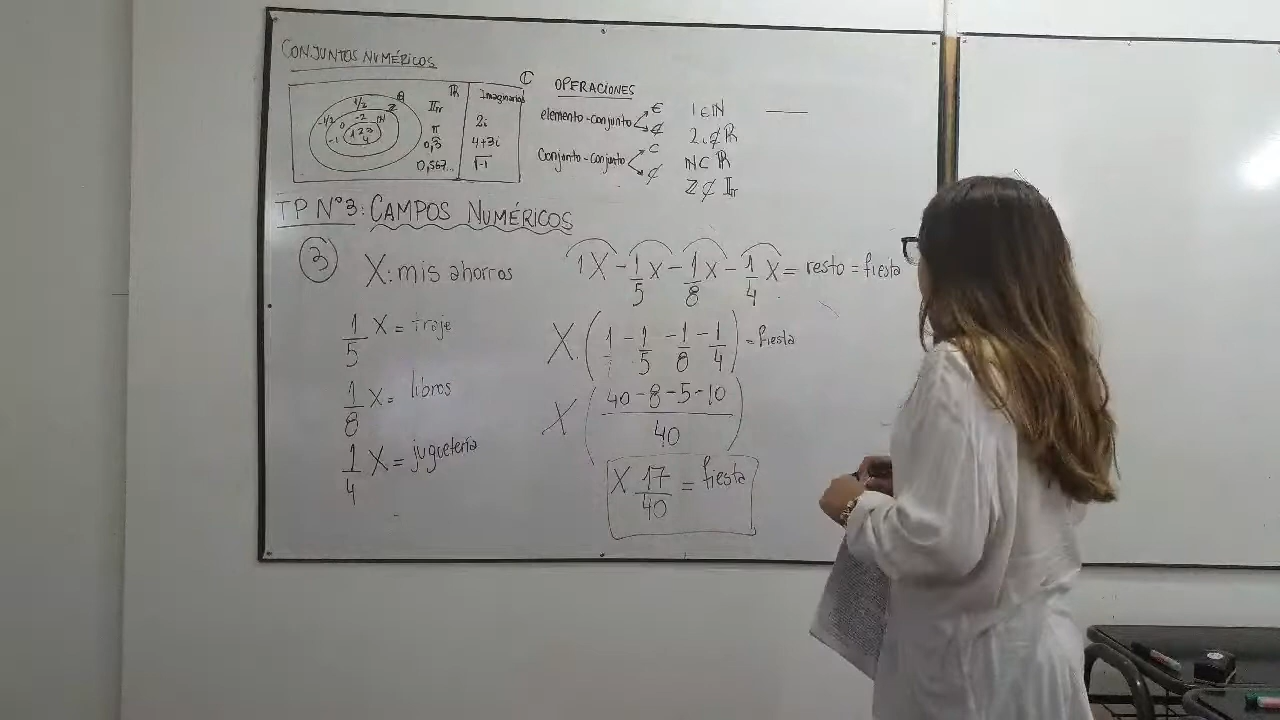 CONJUNTOS NUMÉRICOS
ℂ
ℝ Imaginarios
ℚ
1/2
ℤ
-1/2
-2
ℕ
0
1 2 3
4
-1
IIrr
π
0,3̂
0,567...
2i
4+3i
√-1
OPERACIONES
elemento-conjunto < ∈ ∉
1 ∈ ℕ
2i ∉ ℝ
Conjunto-conjunto < ⊂ ⊄
ℕ ⊂ ℝ
ℤ ⊄ IIrr
TP N°3: CAMPOS NUMÉRICOS
③ X: mis ahorros
1/5 X = traje
1/8 X = libros
1/4 X = juguetería
1X - 1/5 X - 1/8 X - 1/4 X = resto = fiesta
X. (1 - 1/5 - 1/8 - 1/4) = fiesta
X (40 - 8 - 5 - 10 / 40)
X 17/40 = fiesta